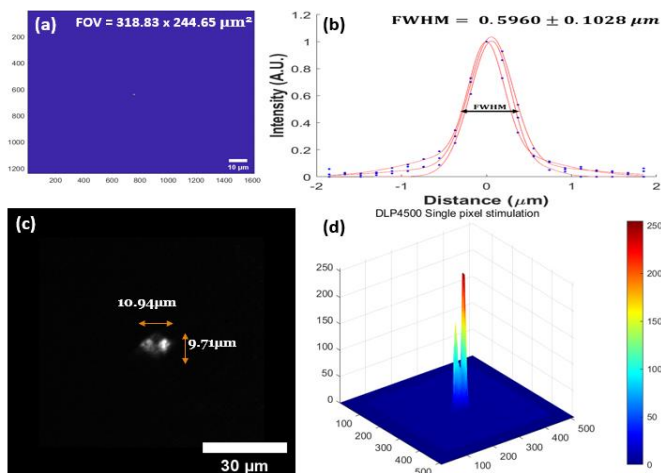 (a)
FOV = 318.83 x 244.65 µm²
200
400
600
800
1000
1200
200 400 600 800 1000 1200 1400 1600
10 µm
(b)
FWHM = 0.5960 ± 0.1028 µm
Intensity (A.U.)
1.2
1
0.8
0.6
0.4
0.2
0
FWHM
-2 -1 0 1 2
Distance (µm)
(c)
10.94µm
9.71µm
30 µm
(d)
DLP4500 Single pixel stimulation
250
200
150
100
50
0
100
200
300
400
500
100
200
300
400
500
250
200
150
100
50
0